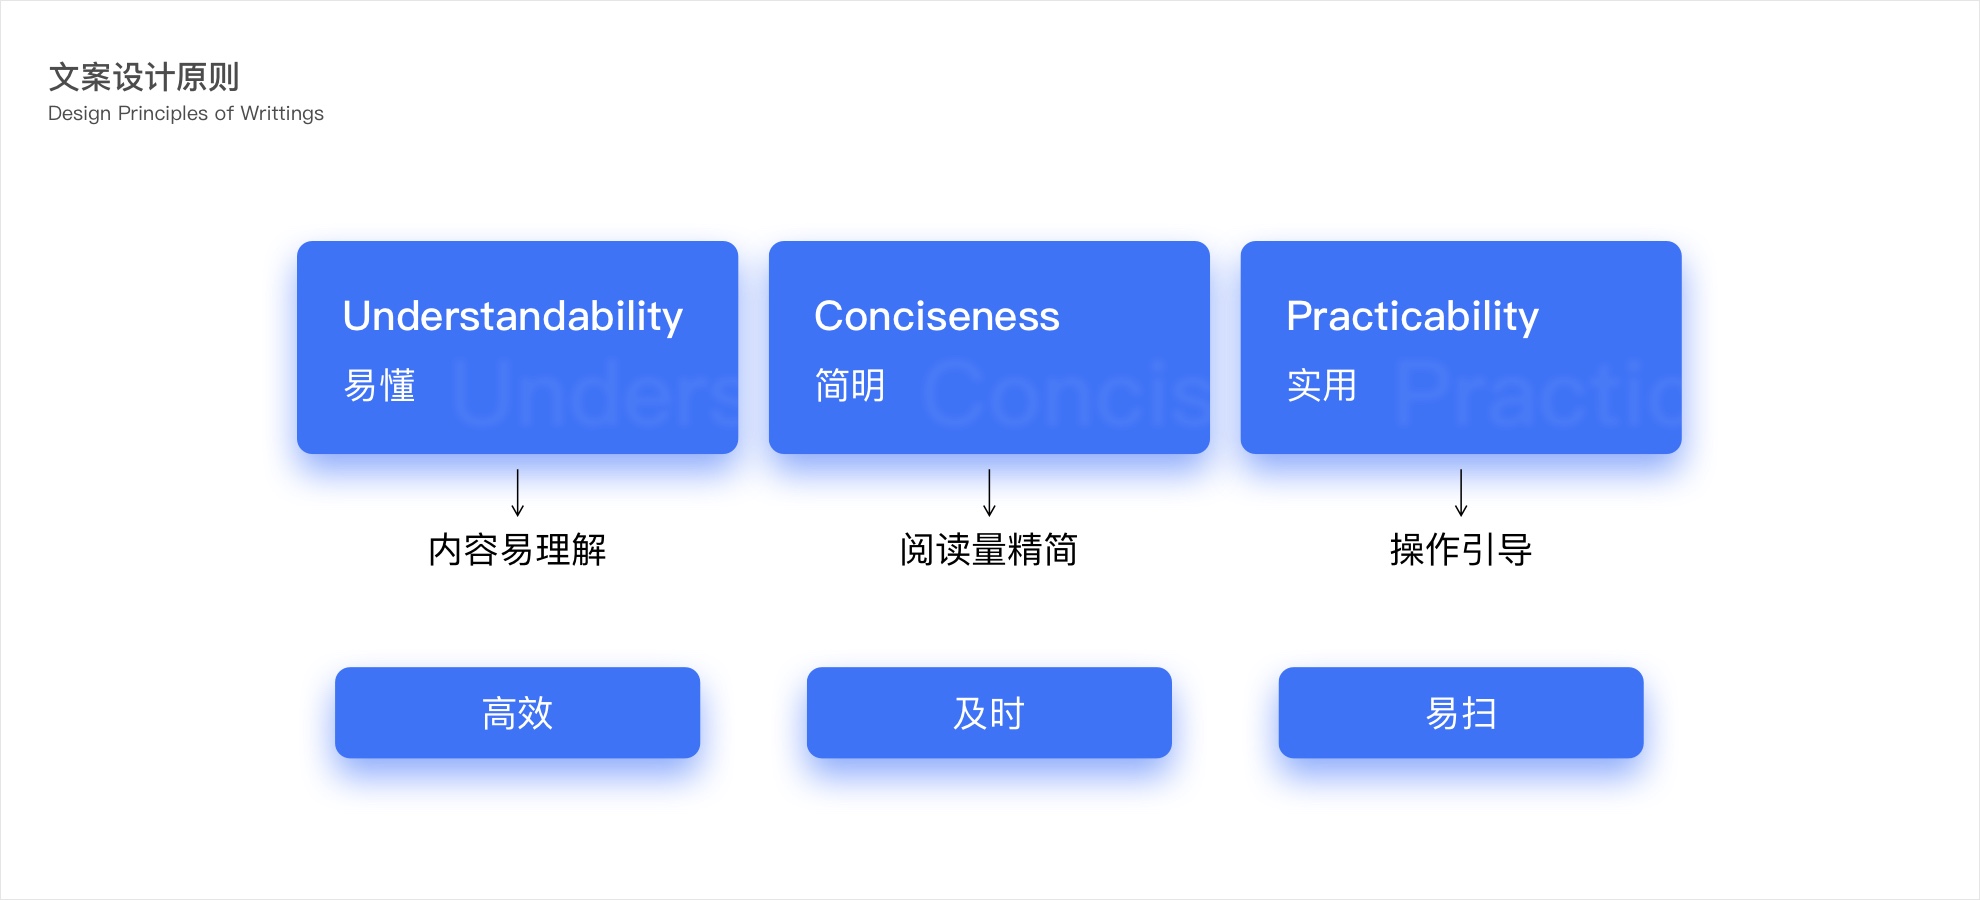 文案设计原则
Design Principles of Writtings
Understandability
易懂
Unders
Conciseness
简明
Concis
Practicability
实用
Practic
内容易理解
阅读量精简
操作引导
高效
及时
易扫